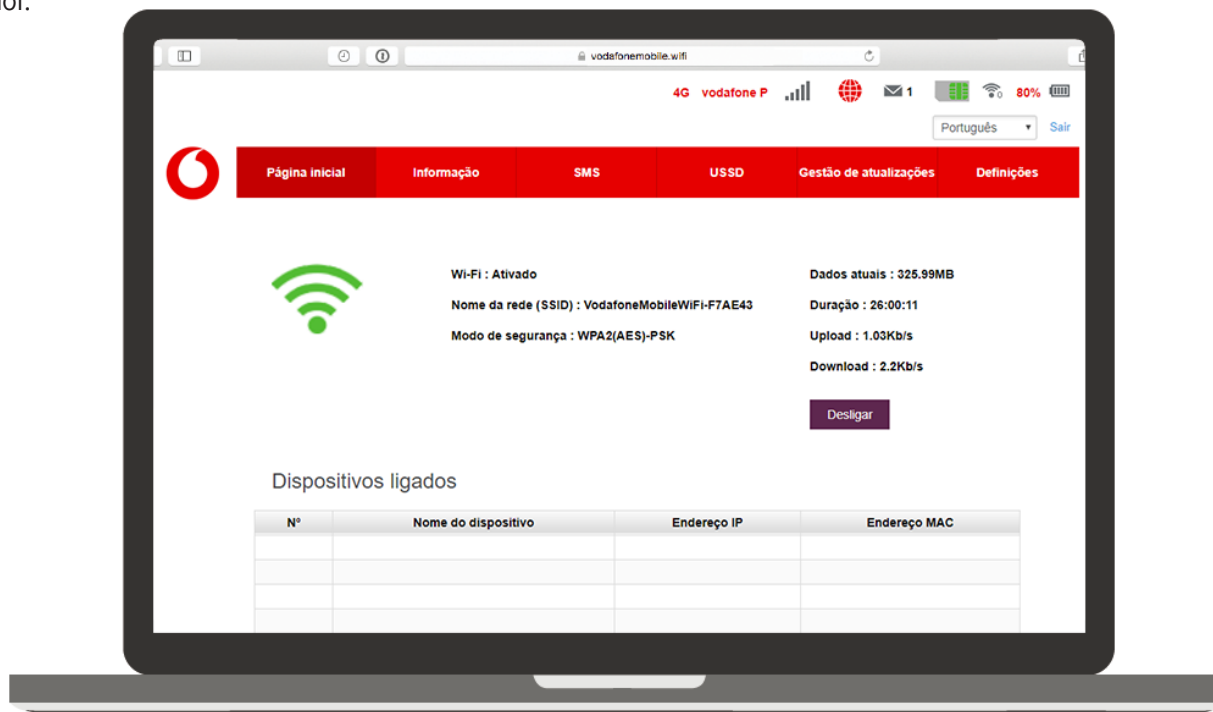 vodafonemobile.wifi
4G vodafone P 1 0 80%
Português Sair
Página inicial Informação SMS USSD Gestão de atualizações Definições
Wi-Fi : Ativado Dados atuais : 325.99MB
Nome da rede (SSID) : VodafoneMobileWiFi-F7AE43 Duração : 26:00:11
Modo de segurança : WPA2(AES)-PSK Upload : 1.03Kb/s
Download : 2.2Kb/s
Desligar
Dispositivos ligados
Nº Nome do dispositivo Endereço IP Endereço MAC